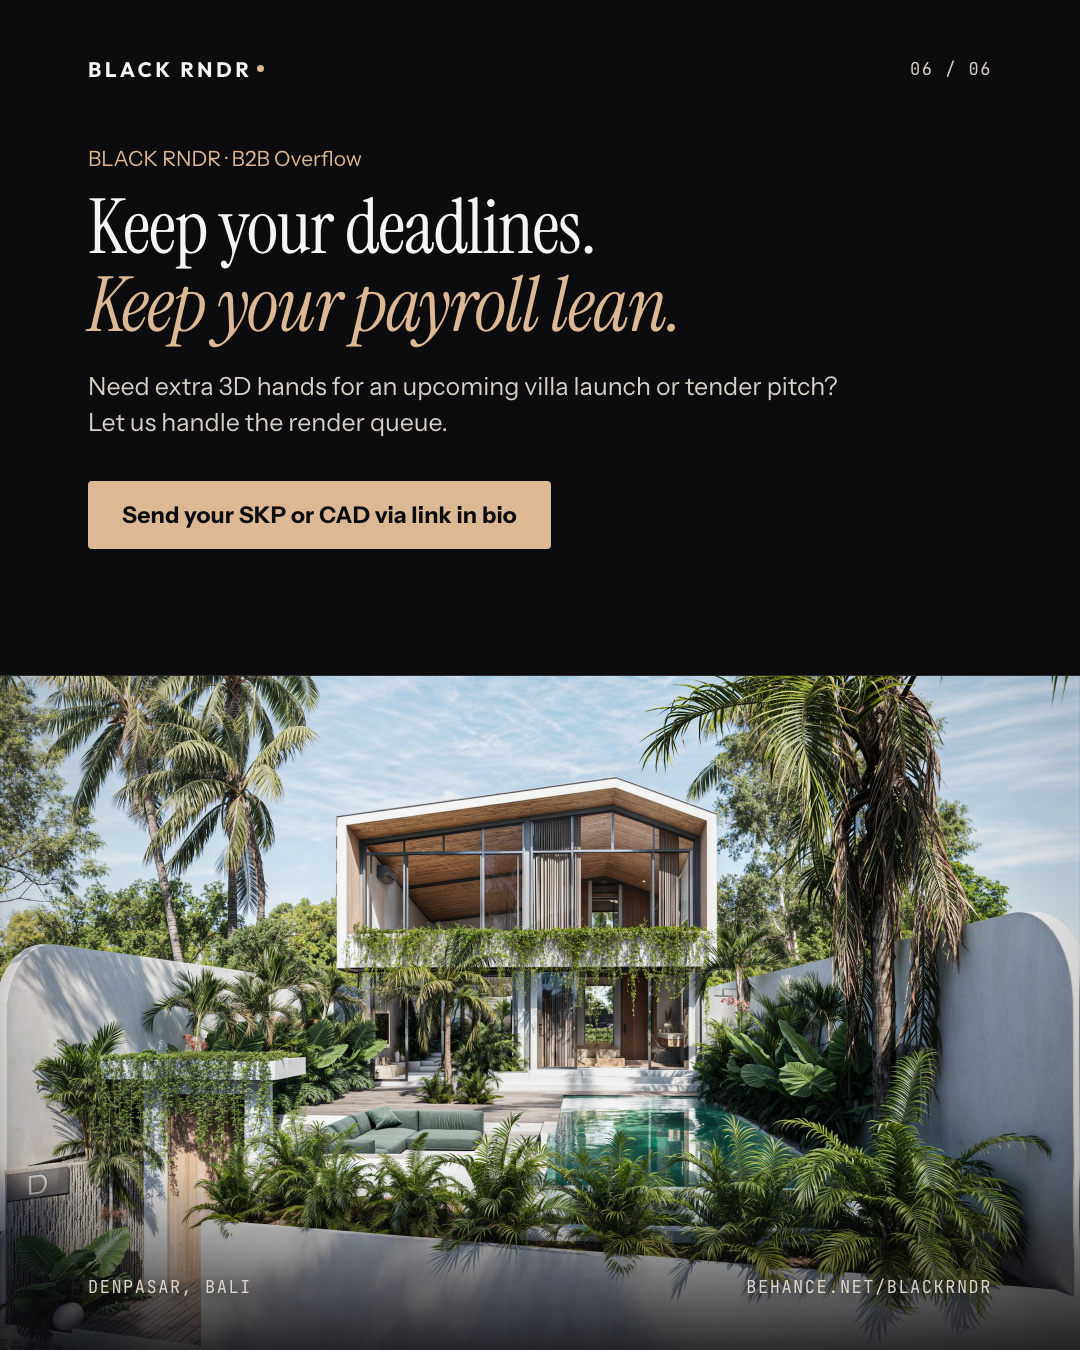 BLACK RNDR
06 / 06
BLACK RNDR · B2B Overflow
Keep your deadlines.
Keep your payroll lean.
Need extra 3D hands for an upcoming villa launch or tender pitch?
Let us handle the render queue.
Send your SKP or CAD via link in bio
D
DENPASAR, BALI
BEHANCE.NET/BLACKRNDR